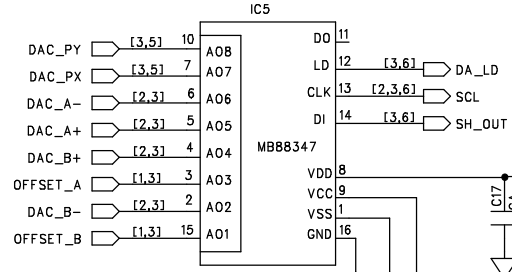 IC5
DO 11
DAC_PY [3,5] 10 AO8
LD 12 [3,6] DA_LD
DAC_PX [3,5] 7 AO7
CLK 13 [2,3,6] SCL
DAC_A- [2,3] 6 AO6
DI 14 [3,6] SH_OUT
DAC_A+ [2,3] 5 AO5
MB88347
DAC_B+ [2,3] 4 AO4
VDD 8
OFFSET_A [1,3] 3 AO3
VCC 9
C17
DAC_B- [2,3] 2 AO2
VSS 1
OFFSET_B [1,3] 15 AO1
GND 16